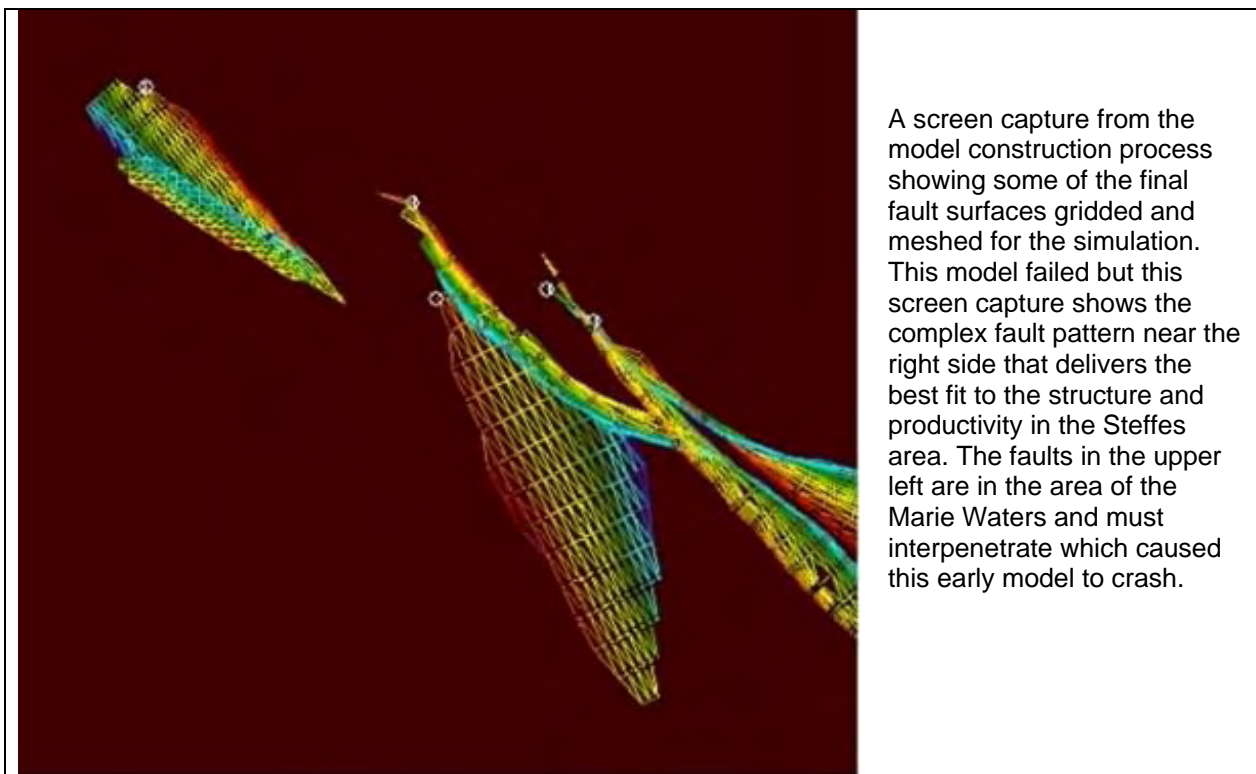 A screen capture from the
model construction process
showing some of the final
fault surfaces gridded and
meshed for the simulation.
This model failed but this
screen capture shows the
complex fault pattern near the
right side that delivers the
best fit to the structure and
productivity in the Steffes
area. The faults in the upper
left are in the area of the
Marie Waters and must
interpenetrate which caused
this early model to crash.